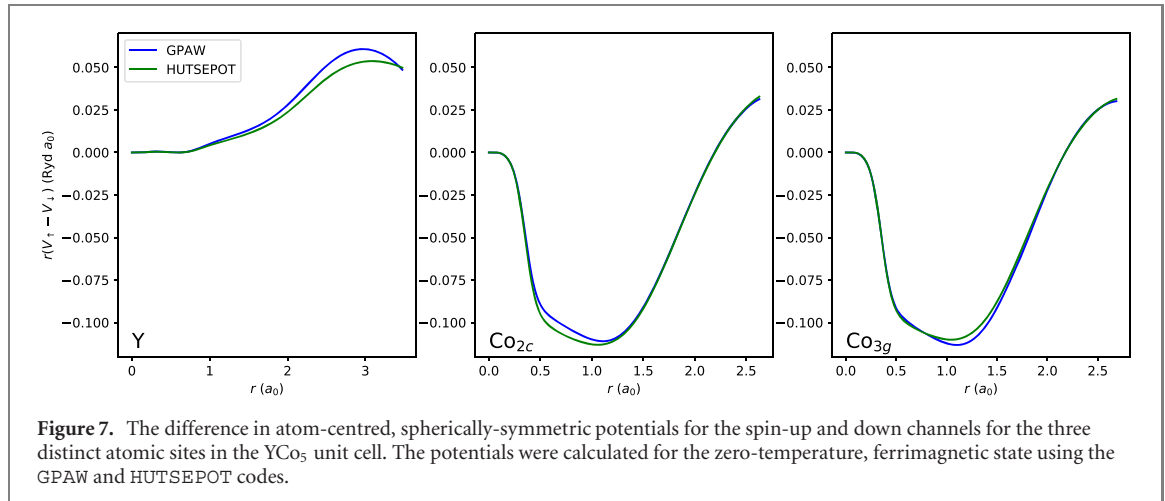 GPAW
HUTSEPOT
0.050
0.025
0.000
−0.025
−0.050
−0.075
−0.100
r(V↑ − V↓) (Ryd a₀)
Y
0 1 2 3
r (a₀)
0.050
0.025
0.000
−0.025
−0.050
−0.075
−0.100
Co₂c
0.0 0.5 1.0 1.5 2.0 2.5
r (a₀)
0.050
0.025
0.000
−0.025
−0.050
−0.075
−0.100
Co₃g
0.0 0.5 1.0 1.5 2.0 2.5
r (a₀)
Figure 7. The difference in atom-centred, spherically-symmetric potentials for the spin-up and down channels for the three
distinct atomic sites in the YCo₅ unit cell. The potentials were calculated for the zero-temperature, ferrimagnetic state using the
GPAW and HUTSEPOT codes.